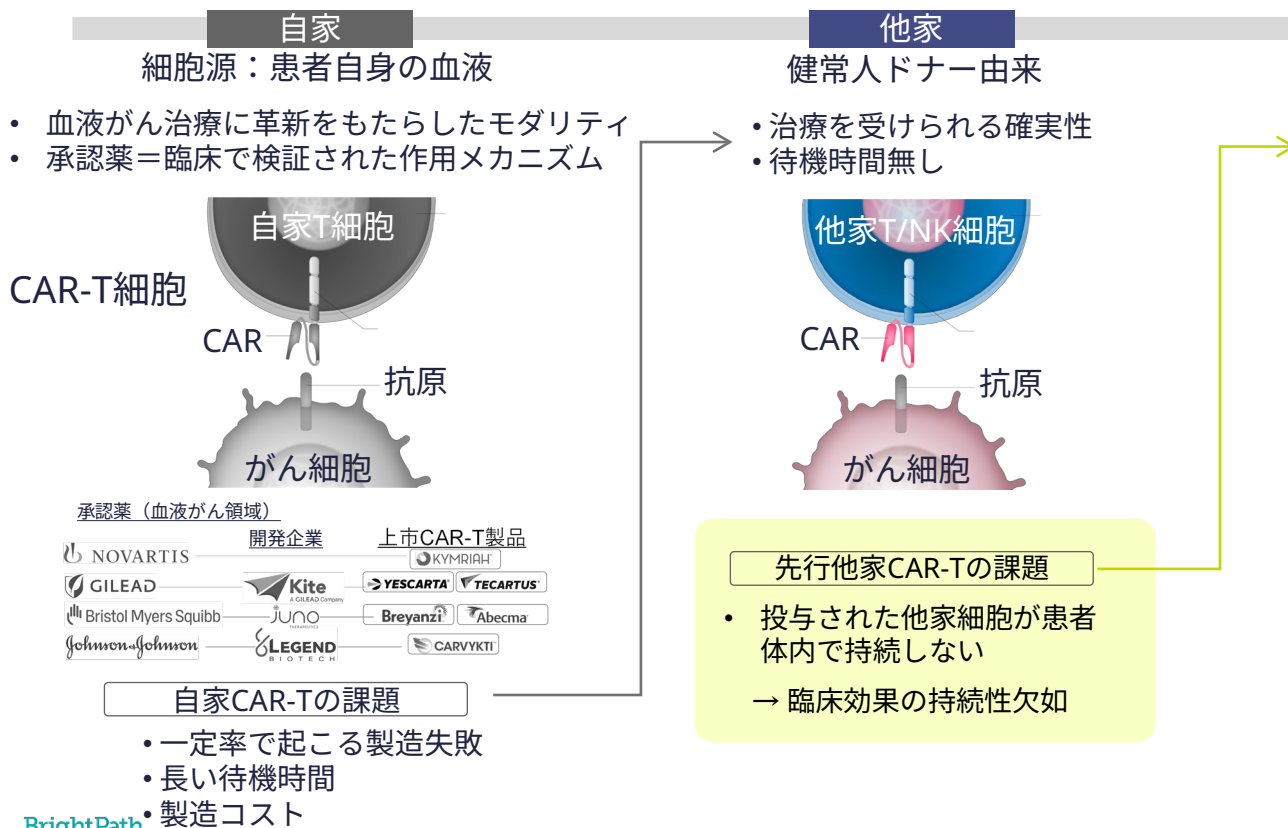 自家
細胞源：患者自身の血液
• 血液がん治療に革新をもたらしたモダリティ
• 承認薬＝臨床で検証された作用メカニズム
自家T細胞
CAR-T細胞
CAR
抗原
がん細胞
承認薬（血液がん領域）
開発企業 上市CAR-T製品
NOVARTIS KYMRIAH
GILEAD Kite A GILEAD Company YESCARTA TECARTUS
Bristol Myers Squibb JUNO THERAPEUTICS Breyanzi Abecma
Johnson&Johnson LEGEND BIOTECH CARVYKTI
自家CAR-Tの課題
• 一定率で起こる製造失敗
• 長い待機時間
• 製造コスト
BrightPath
他家
健常人ドナー由来
• 治療を受けられる確実性
• 待機時間無し
他家T/NK細胞
CAR
抗原
がん細胞
先行他家CAR-Tの課題
• 投与された他家細胞が患者
体内で持続しない
→ 臨床効果の持続性欠如